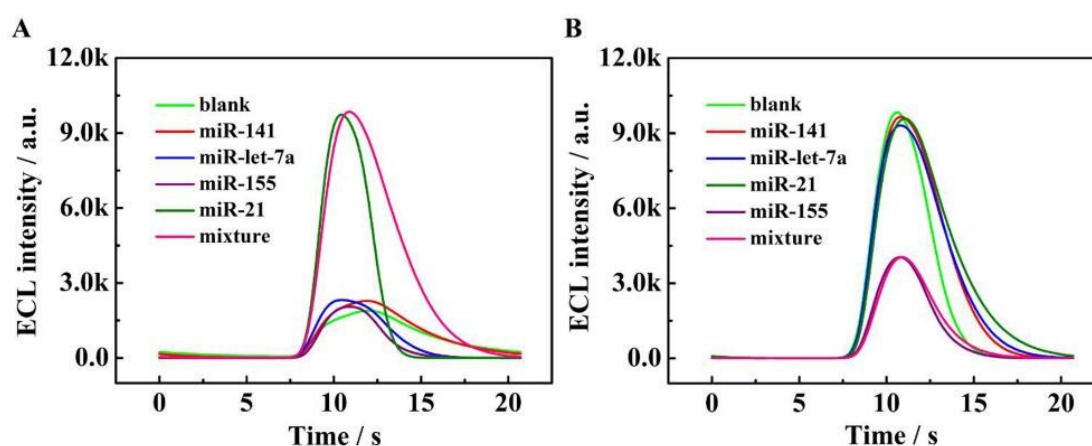 A
ECL intensity / a.u.
12.0k
9.0k
6.0k
3.0k
0.0
blank
miR-141
miR-let-7a
miR-155
miR-21
mixture
0 5 10 15 20
Time / s
B
ECL intensity / a.u.
12.0k
9.0k
6.0k
3.0k
0.0
blank
miR-141
miR-let-7a
miR-21
miR-155
mixture
0 5 10 15 20
Time / s